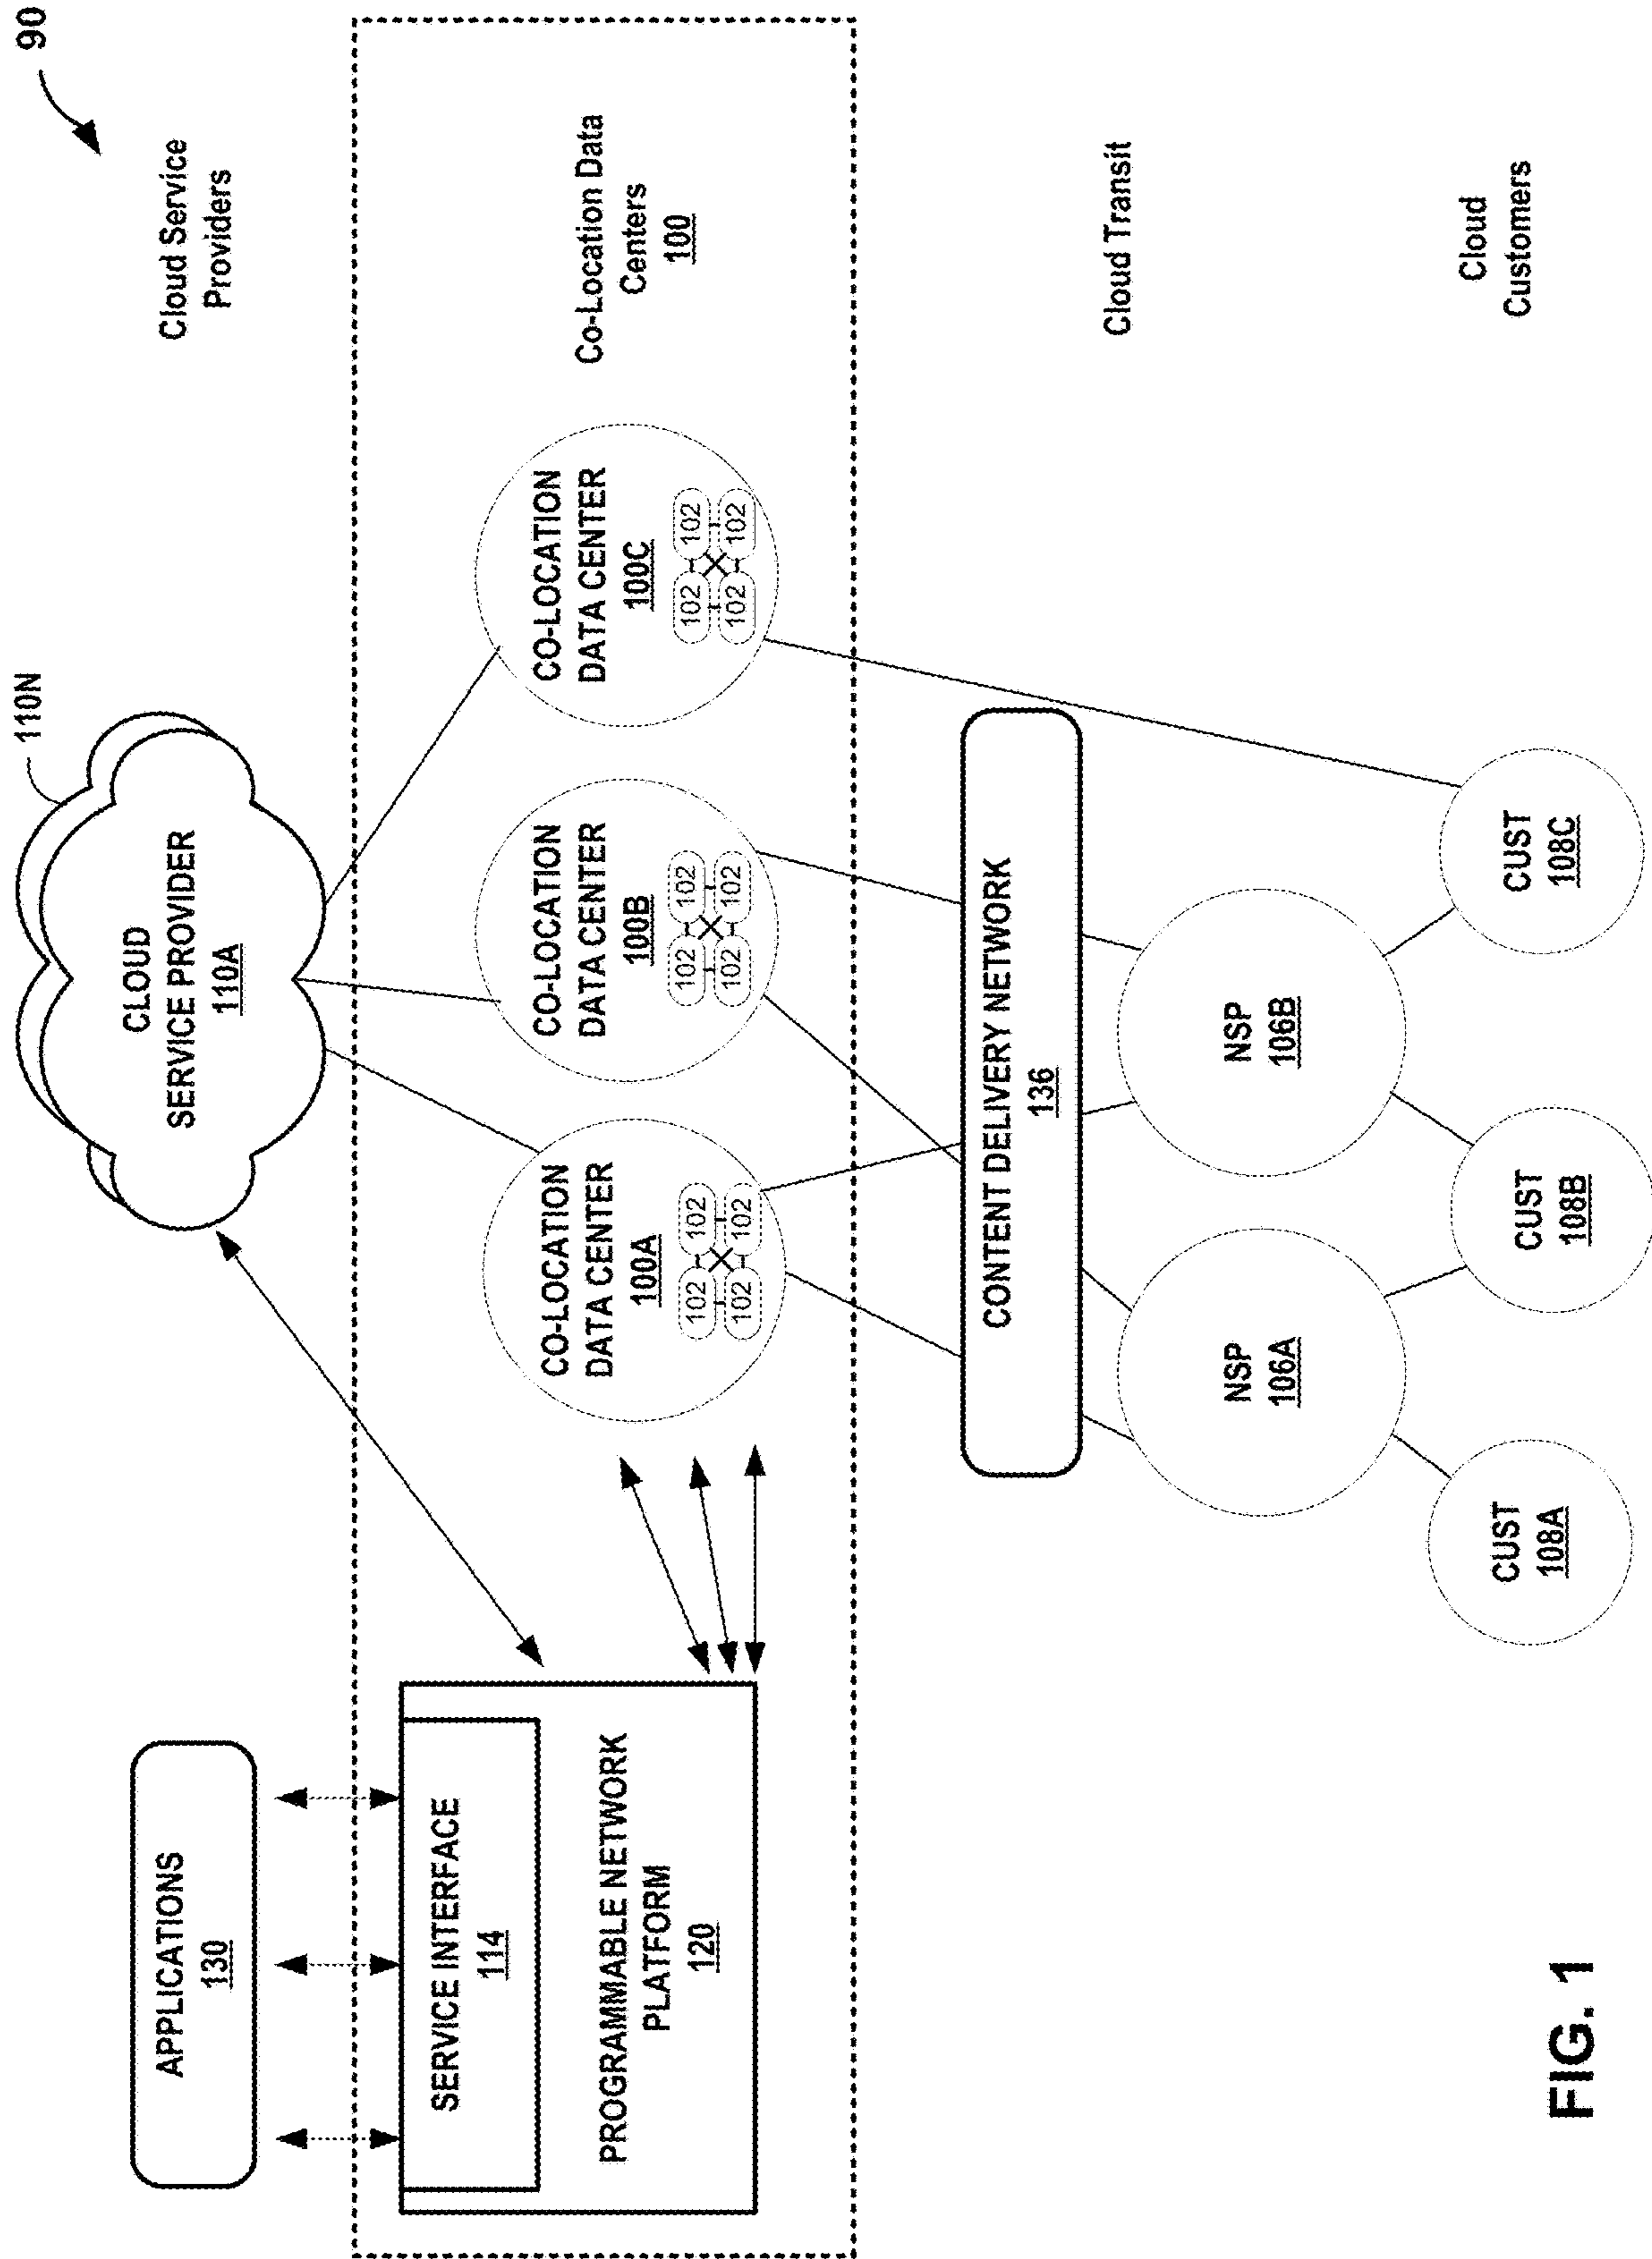 90
110N
CLOUD
SERVICE PROVIDER
110A
Cloud Service
Providers
APPLICATIONS
130
SERVICE INTERFACE
114
PROGRAMMABLE NETWORK
PLATFORM
120
CO-LOCATION
DATA CENTER
100A
102 102
102 102
CO-LOCATION
DATA CENTER
100B
102 102
102 102
CO-LOCATION
DATA CENTER
100C
102 102
102 102
Co-Location Data
Centers
100
CONTENT DELIVERY NETWORK
136
NSP
106A
NSP
106B
Cloud Transit
CUST
108A
CUST
108B
CUST
108C
Cloud
Customers
FIG. 1